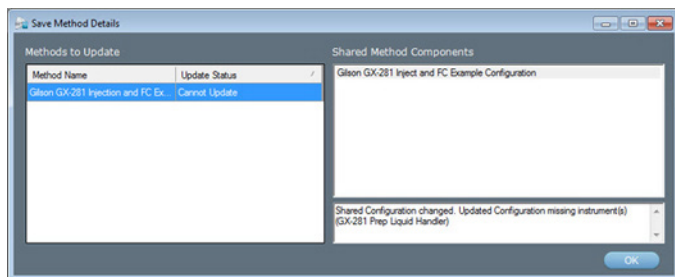 Save Method Details
Methods to Update
Shared Method Components
Method Name
Update Status
Gilson GX-281 Injection and FC Ex...
Cannot Update
Gilson GX-281 Inject and FC Example Configuration
Shared Configuration changed. Updated Configuration missing instrument(s)
(GX-281 Prep Liquid Handler)
OK